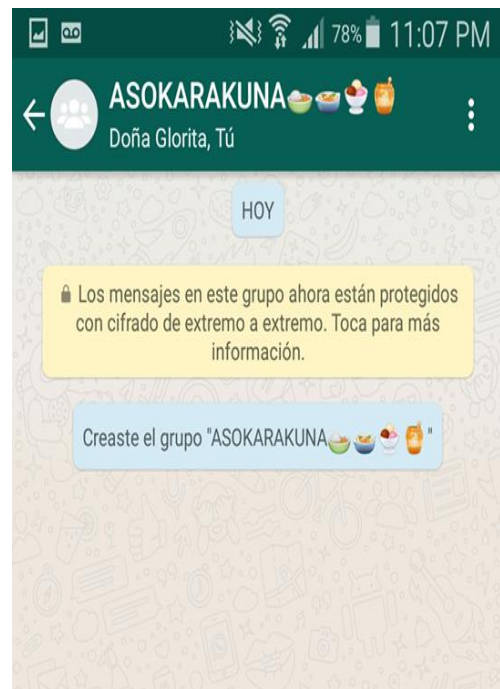 78% 11:07 PM
ASOKARAKUNA🍚🍜🍨🍯
Doña Glorita, Tú
HOY
🔒 Los mensajes en este grupo ahora están protegidos
con cifrado de extremo a extremo. Toca para más
información.
Creaste el grupo "ASOKARAKUNA🍚🍜🍨🍯"